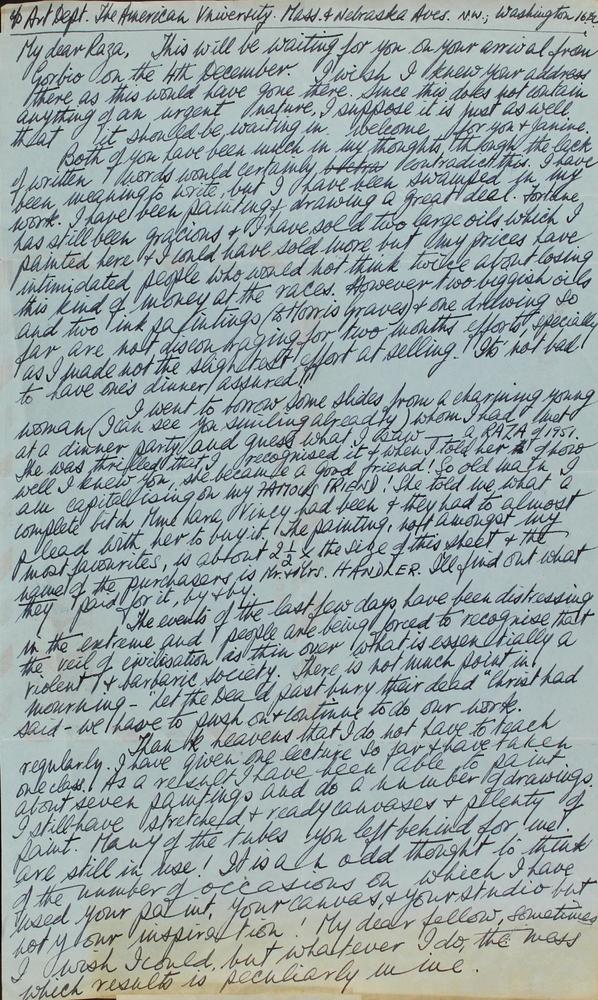 c/o Art Dept. The American University. Mass. & Nebraska Aves. N.W.; Washington 16.
My dear Raza, This will be waiting for you on your arrival from
Gorbio on the 4th December. I wish I knew your address
there as this would have gone there. Since this does not contain
anything of an urgent nature, I suppose it is just as well
that it should be, waiting in welcome for you & Janine.
Both of you have been much in my thoughts, though the lack
of written words would certainly contradict this. I have
been meaning to write, but I have been swamped in my
work. I have been painting & drawing a great deal. Fortune
has still been gracious & I have sold two large oils which I
painted here & I could have sold more but my prices have
intimidated people who would not think twice about losing
this kind of money at the races. However two biggish oils
and two ink paintings (2 Morris Graves) & one drawing so
far are not discouraging for two months efforts, specially
as I made not the slightest effort at selling. It's not bad
to have one's dinner assured!!!
I went to borrow some slides from a charming young
woman (I can see you smiling already) whom I had met
at a dinner party and guess what I saw — a RAZA of 1951.
She was thrilled that I recognised it & when I told her of how
well I knew you, she became a good friend! So old man I
am capitalising on my FAMOUS FRIEND! She told me what a
complete bitch Mme Lara Vincy had been & they had to almost
plead with her to buy it. The painting, not amongst my
most favourites, is about 2 1/2 x the size of this sheet & the
name of the purchasers is Mr. & Mrs. HANDLER. I'll find out what
they paid for it, by & by.
The events of the last few days have been distressing
in the extreme and people are being forced to recognise that
the veil of civilisation is thin over what is essentially a
violent & barbaric society. There is not much point in
mourning — "Let the Dead past bury their dead" Christ had
said – we have to push on & continue to do our work.
Thank heavens that I do not have to teach
regularly. I have given one lecture so far & have taken
one class. As a result I have been able to paint
about seven paintings and do a number of drawings.
I still have stretched & ready canvases & plenty of
paint. Many of the tubes you left behind for me
are still in use! It is an odd thought to think
of the number of occasions on which I have
used your paint, your canvas & your studio but
not your inspiration. My dear fellow, sometimes
I wish I could, but whatever I do, the mess
which results is peculiarly mine.